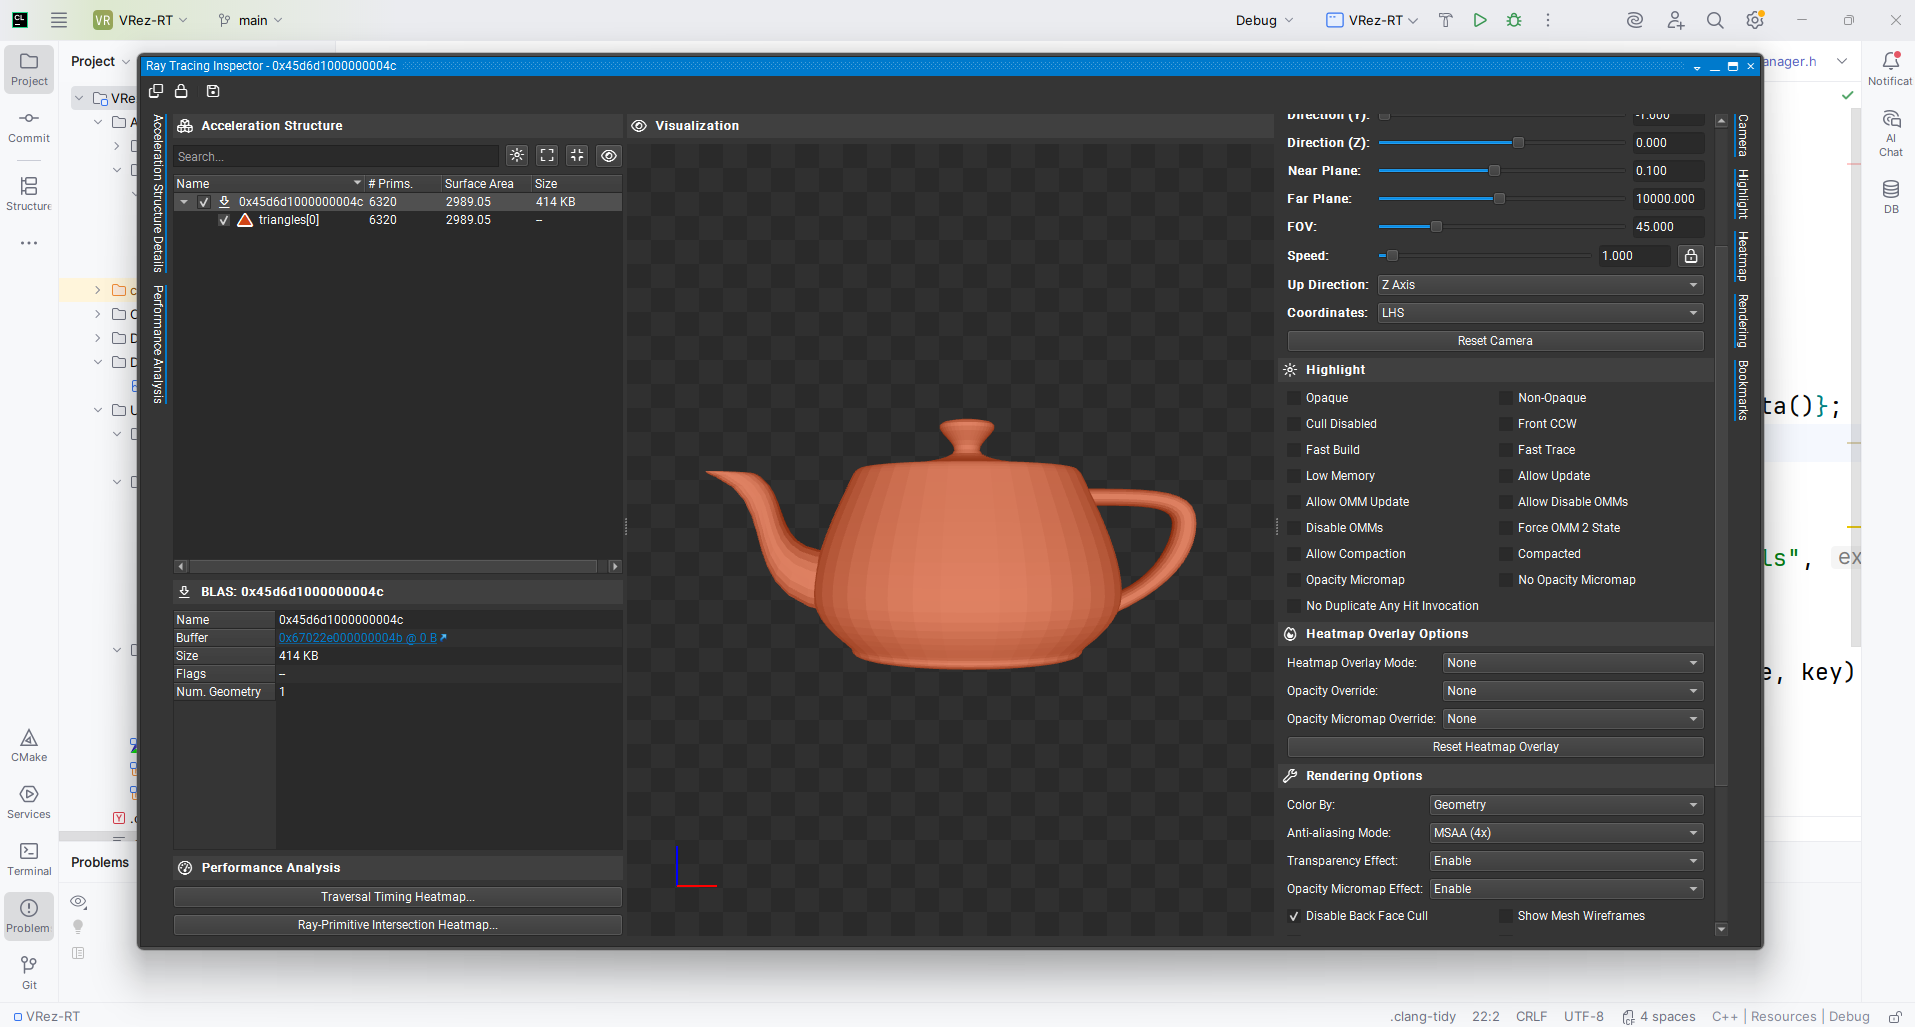 VR VRez-RT main Debug VRez-RT
Project Commit Structure
Project
VRe
A
Ray Tracing Inspector - 0x45d6d1000000004c
Acceleration Structure Details
Performance Analysis
Acceleration Structure
Search...
Name # Prims. Surface Area Size
0x45d6d1000000004c 6320 2989.05 414 KB
triangles[0] 6320 2989.05 --
BLAS: 0x45d6d1000000004c
Name 0x45d6d1000000004c
Buffer 0x67022e000000004b @ 0 B
Size 414 KB
Flags --
Num. Geometry 1
Performance Analysis
Traversal Timing Heatmap...
Ray-Primitive Intersection Heatmap...
Visualization
Direction (Y): -1.000
Direction (Z): 0.000
Near Plane: 0.100
Far Plane: 10000.000
FOV: 45.000
Speed: 1.000
Up Direction: Z Axis
Coordinates: LHS
Reset Camera
Highlight
Opaque Non-Opaque
Cull Disabled Front CCW
Fast Build Fast Trace
Low Memory Allow Update
Allow OMM Update Allow Disable OMMs
Disable OMMs Force OMM 2 State
Allow Compaction Compacted
Opacity Micromap No Opacity Micromap
No Duplicate Any Hit Invocation
Heatmap Overlay Options
Heatmap Overlay Mode: None
Opacity Override: None
Opacity Micromap Override: None
Reset Heatmap Overlay
Rendering Options
Color By: Geometry
Anti-aliasing Mode: MSAA (4x)
Transparency Effect: Enable
Opacity Micromap Effect: Enable
Disable Back Face Cull Show Mesh Wireframes
Camera
Highlight
Heatmap
Rendering
Bookmarks
anager.h
ta()};
ls", ex
e, key)
Notificat
AI Chat
DB
CMake
Services
Terminal
Problem
Git
Problems
VRez-RT .clang-tidy 22:2 CRLF UTF-8 4 spaces C++ | Resources | Debug